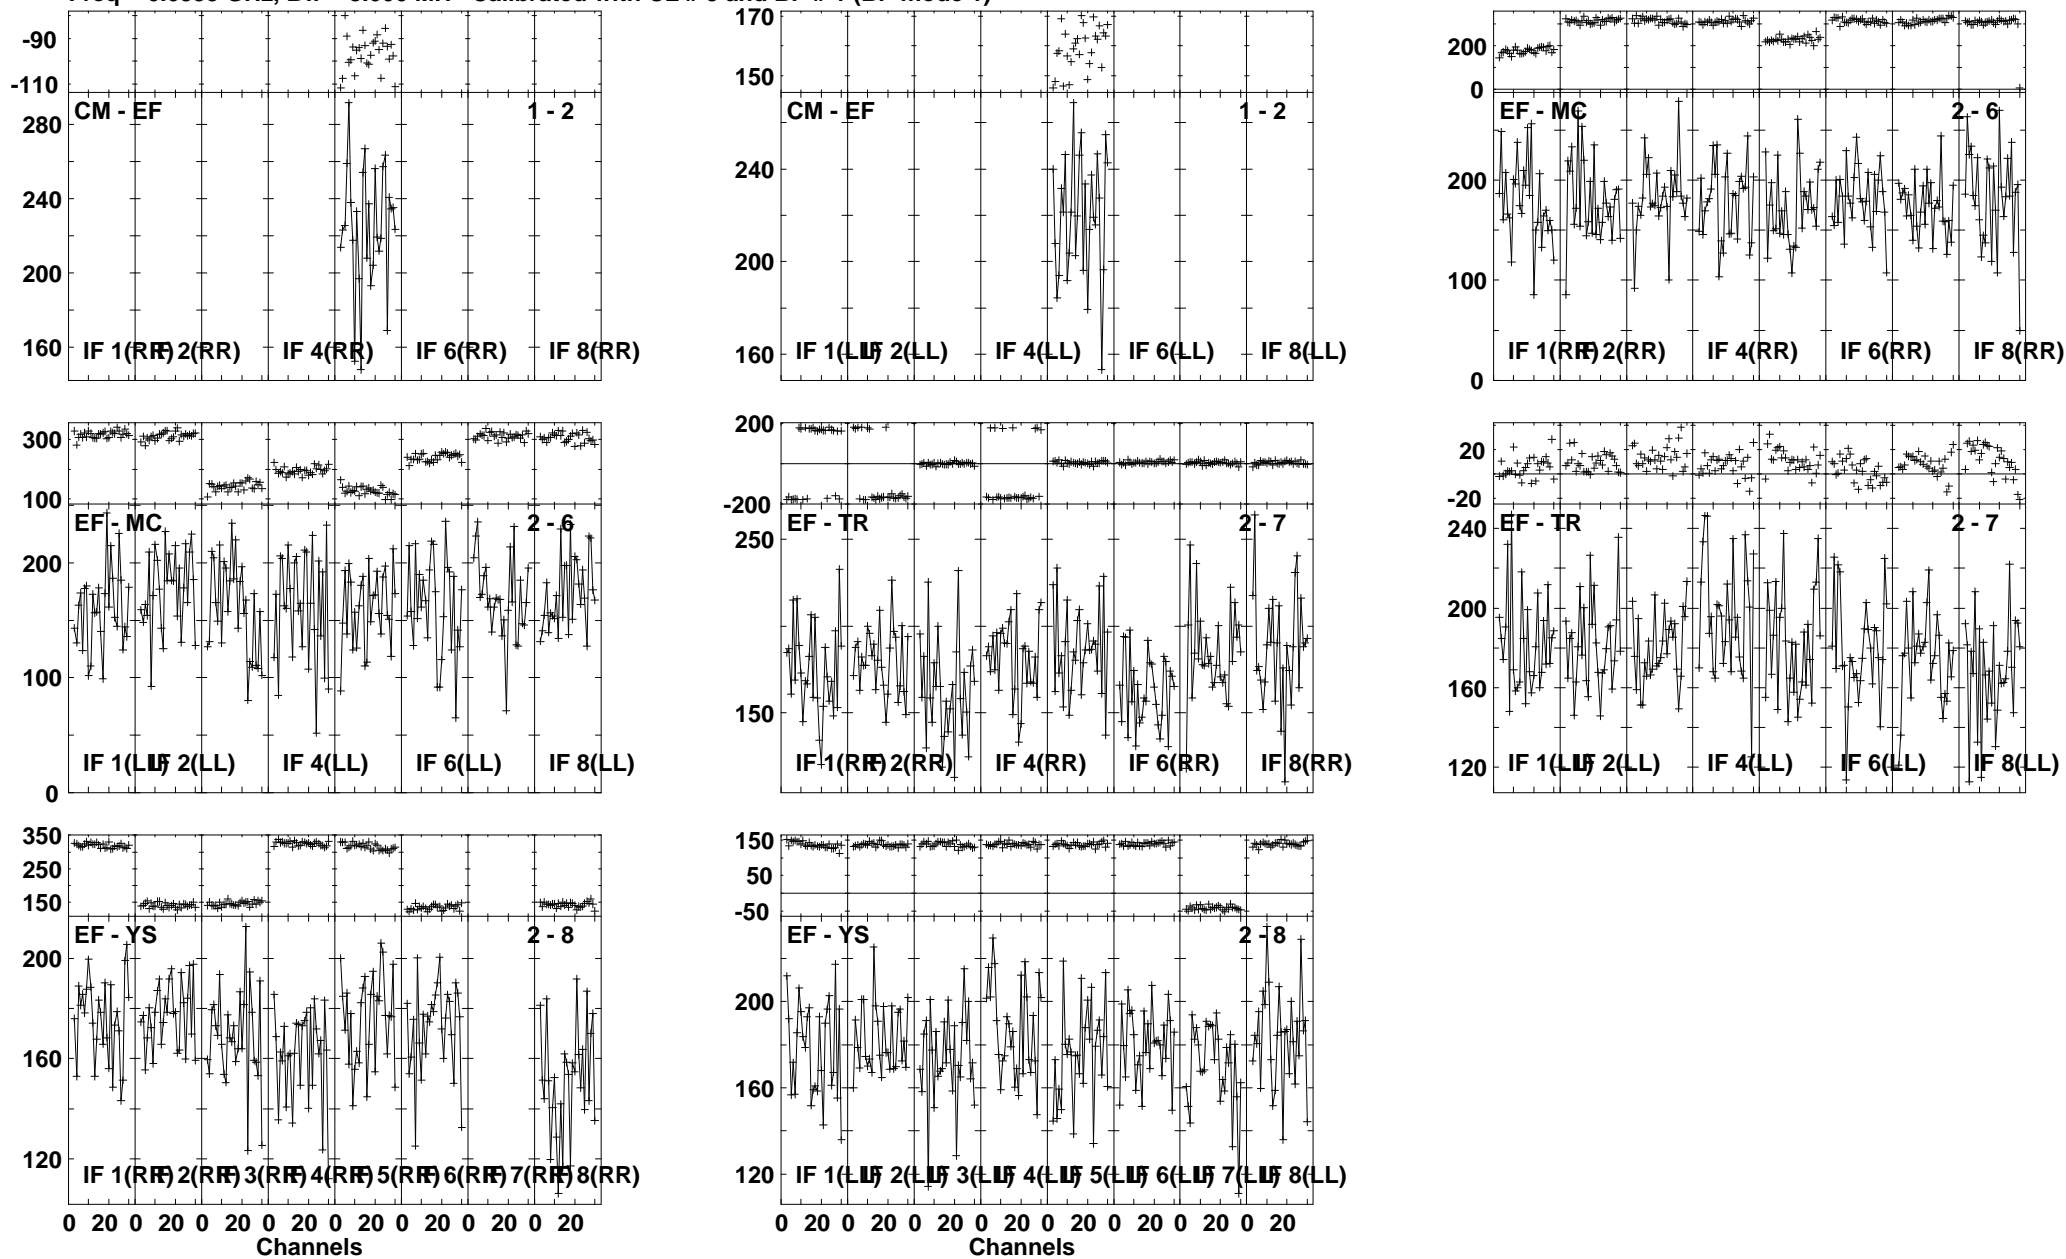 -90
-110
280
240
200
160
CM - EF 1 - 2
IF 1(RR) IF 2(RR) IF 4(RR) IF 6(RR) IF 8(RR)
170
150
240
200
160
CM - EF 1 - 2
IF 1(LL) IF 2(LL) IF 4(LL) IF 6(LL) IF 8(LL)
200
0
200
100
0
EF - MC 2 - 6
IF 1(RR) IF 2(RR) IF 4(RR) IF 6(RR) IF 8(RR)
300
100
200
100
0
EF - MC 2 - 6
IF 1(LL) IF 2(LL) IF 4(LL) IF 6(LL) IF 8(LL)
200
-200
250
150
EF - TR 2 - 7
IF 1(RR) IF 2(RR) IF 4(RR) IF 6(RR) IF 8(RR)
20
-20
240
200
160
120
EF - TR 2 - 7
IF 1(LL) IF 2(LL) IF 4(LL) IF 6(LL) IF 8(LL)
350
250
150
200
160
120
EF - YS 2 - 8
IF 1(RR) IF 2(RR) IF 3(RR) IF 4(RR) IF 5(RR) IF 6(RR) IF 7(RR) IF 8(RR)
0 20 0 20 0 20 0 20 0 20 0 20 0 20 0 20
Channels
150
50
-50
200
160
120
EF - YS 2 - 8
IF 1(LL) IF 2(LL) IF 3(LL) IF 4(LL) IF 5(LL) IF 6(LL) IF 7(LL) IF 8(LL)
0 20 0 20 0 20 0 20 0 20 0 20 0 20 0 20
Channels